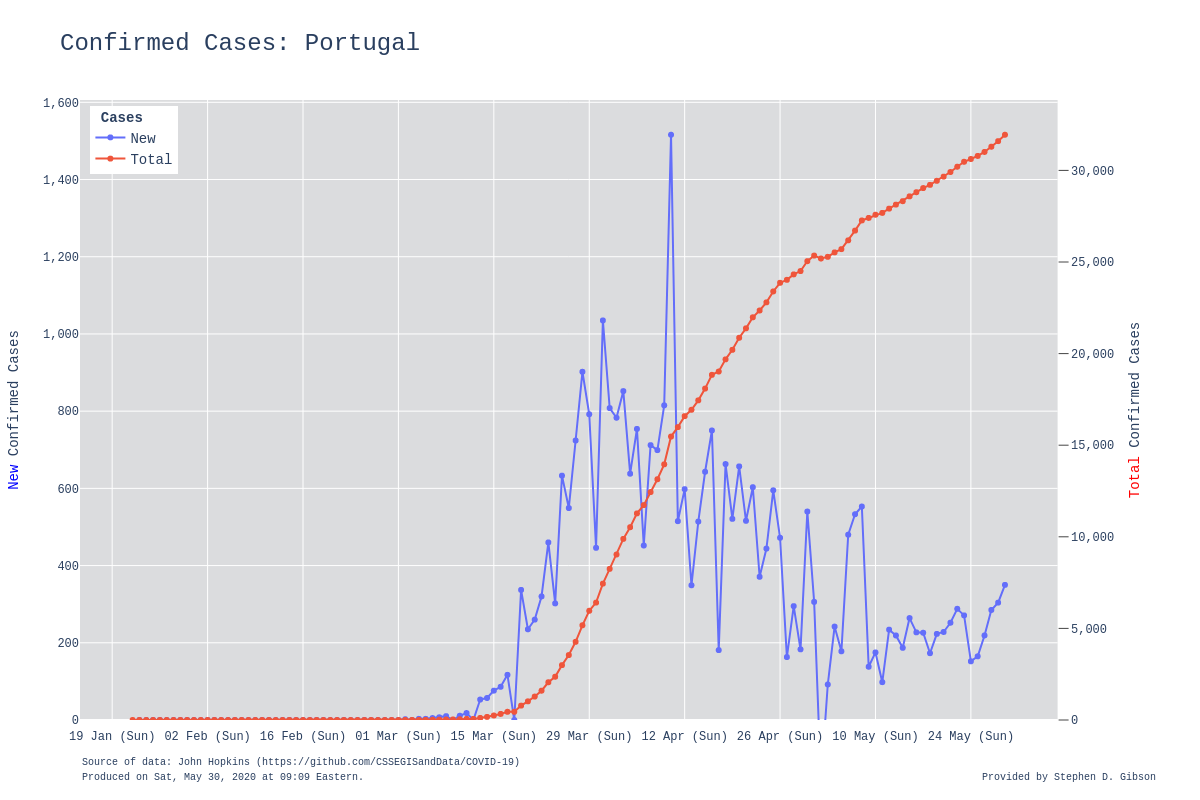 Confirmed Cases: Portugal
Cases
New
Total
1,600
1,400
1,200
1,000
800
600
400
200
0
New Confirmed Cases
30,000
25,000
20,000
15,000
10,000
5,000
0
Total Confirmed Cases
19 Jan (Sun) 02 Feb (Sun) 16 Feb (Sun) 01 Mar (Sun) 15 Mar (Sun) 29 Mar (Sun) 12 Apr (Sun) 26 Apr (Sun) 10 May (Sun) 24 May (Sun)
Source of data: John Hopkins (https://github.com/CSSEGISandData/COVID-19)
Produced on Sat, May 30, 2020 at 09:09 Eastern.
Provided by Stephen D. Gibson